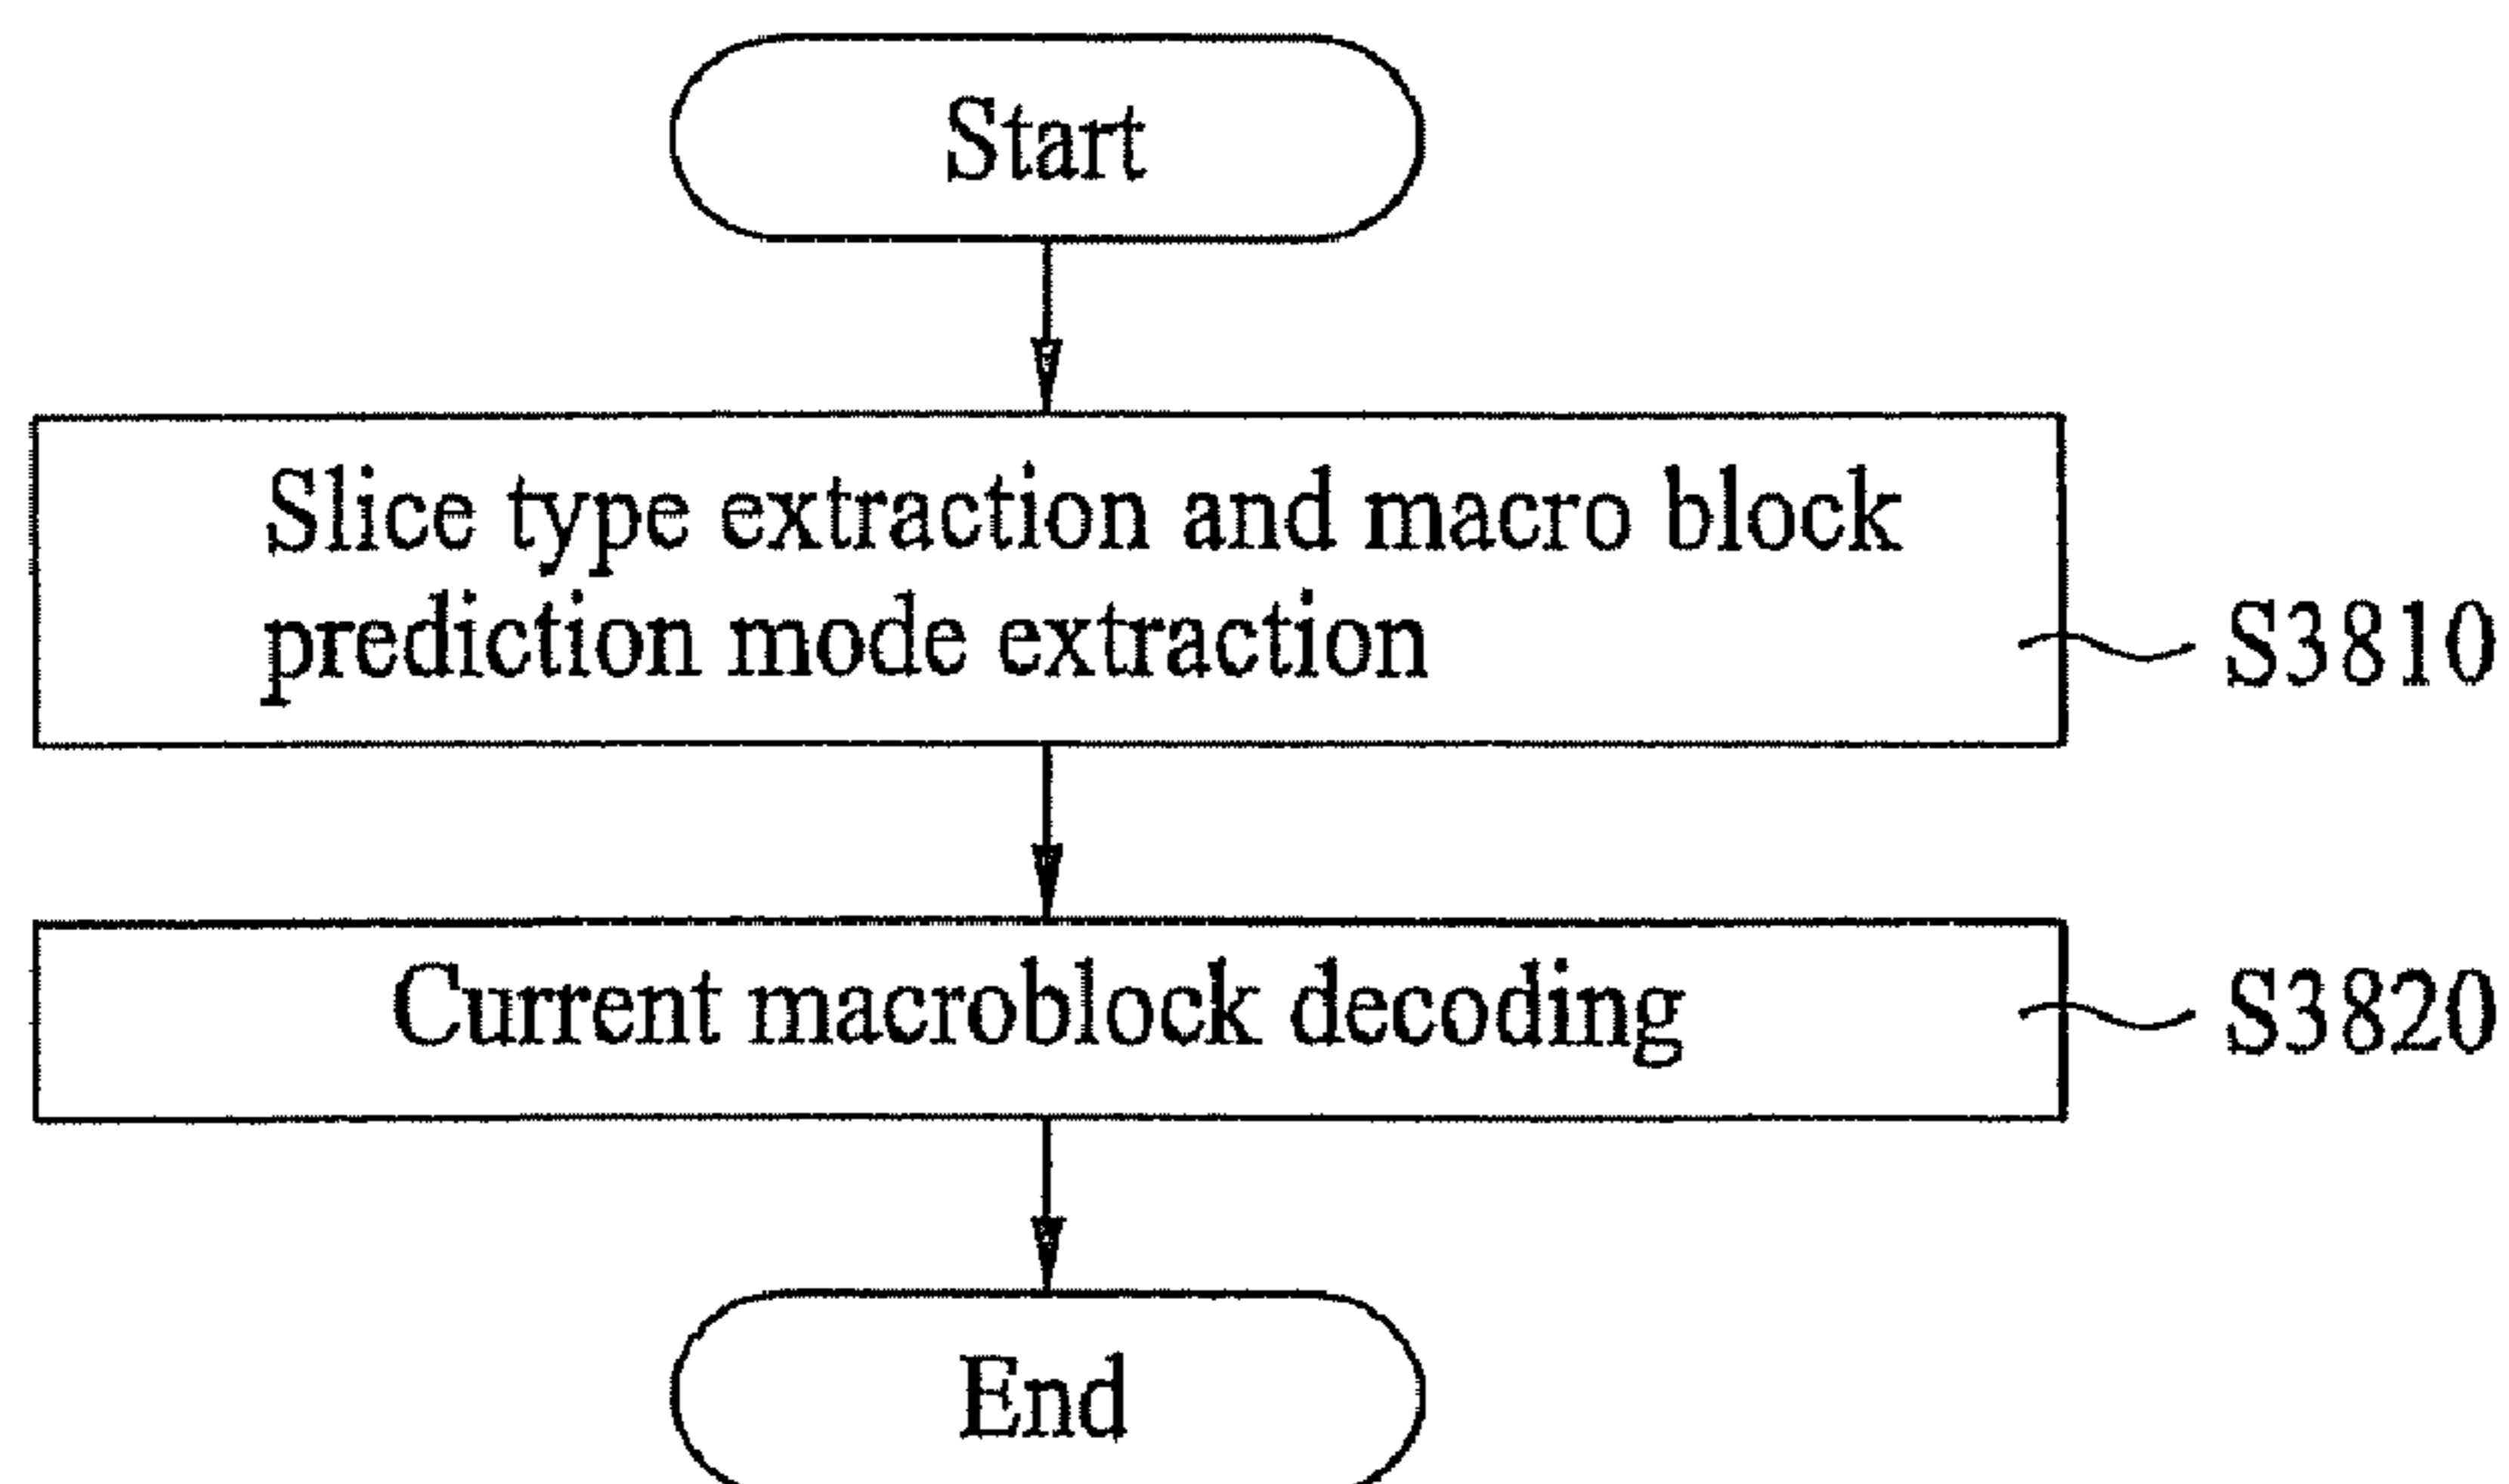 Start
Slice type extraction and macro block
prediction mode extraction
S3810
Current macroblock decoding
S3820
End